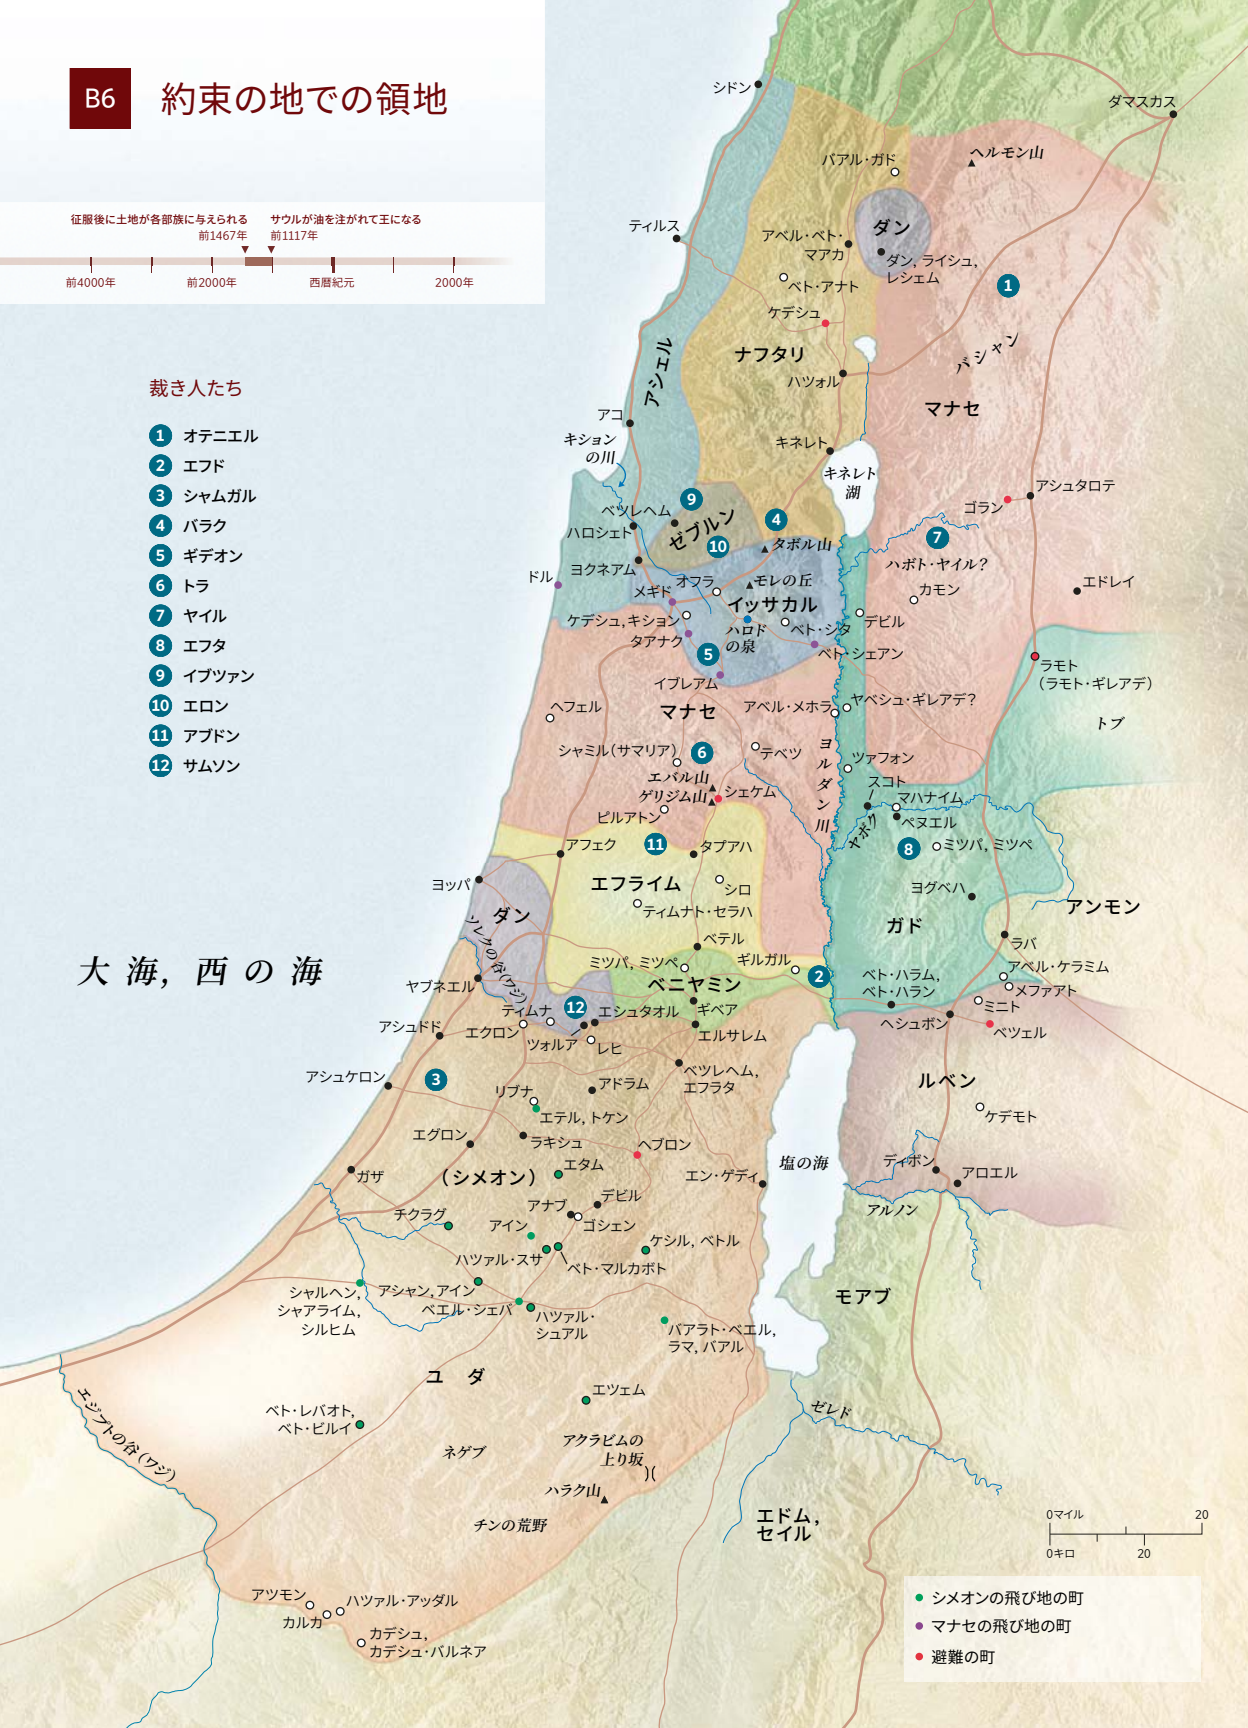 B6
約束の地での領地
征服後に土地が各部族に与えられる
前1467年
サウルが油を注がれて王になる
前1117年
前4000年
前2000年
西暦紀元
2000年
裁き人たち
1 オテニエル
2 エフド
3 シャムガル
4 バラク
5 ギデオン
6 トラ
7 ヤイル
8 エフタ
9 イブツァン
10 エロン
11 アブドン
12 サムソン
シドン
ダマスカス
ヘルモン山
バアル・ガド
ダン
ティルス
アベル・ベト・
マアカ
ダン, ライシュ,
レシェム
1
ベト・アナト
ケデシュ
ナフタリ
バシャン
アシェル
ハツォル
マナセ
アコ
キション
の川
キネレト
キネレト
湖
アシュタロテ
ゴラン
9
ベツレヘム
ゼブルン
4
ハロシェト
10
タボル山
7
ハボト・ヤイル?
ヨクネアム
ドル
オフラ
モレの丘
カモン
エドレイ
メギド
イッサカル
ケデシュ, キション
ハロド
の泉
ベト・シタ
デビル
タアナク
5
ベト・シェアン
ラモト
(ラモト・ギレアデ)
イブレアム
トブ
ヘフェル
マナセ
アベル・メホラ
ヤベシュ・ギレアデ?
シャミル(サマリア)
6
テベツ
ヨルダン川
ツァフォン
エバル山
ゲリジム山
シェケム
スコト
マハナイム
ピルアトン
ペヌエル
ヤボク
アフェク
11
タプアハ
8
ミツパ, ミツペ
ヨッパ
エフライム
シロ
ヨグベハ
ティムナト・セラハ
アンモン
ダン
ソレクの谷(ワジ)
ガド
ベテル
ラバ
大海, 西の海
ミツパ, ミツペ
ギルガル
ベニヤミン
2
ベト・ハラム,
ベト・ハラン
アベル・ケラミム
メファアト
ヤブネエル
ティムナ
12
エシュタオル
ギベア
ミニト
アシュドド
エクロン
ツォルア
レヒ
エルサレム
ヘシュボン
ベツェル
アシュケロン
3
ベツレヘム,
エフラタ
アドラム
リブナ
ルベン
エテル, トケン
ケデモト
エグロン
ラキシュ
ヘブロン
塩の海
ディボン
アロエル
ガザ
(シメオン)
エタム
エン・ゲディ
デビル
アナブ
ゴシェン
アルノン
チクラグ
アイン
ケシル, ベトル
ハツァル・スサ
ベト・マルカボト
シャルヘン,
シャアライム,
シルヒム
アシャン, アイン
ベエル・シェバ
ハツァル・
シュアル
モアブ
バアラト・ベエル,
ラマ, バアル
ユダ
エツェム
エジプトの谷(ワジ)
ベト・レバオト,
ベト・ビルイ
ゼレド
ネゲブ
アクラビムの
上り坂
ハラク山
チンの荒野
エドム,
セイル
0マイル 20
0キロ 20
アツモン
ハツァル・アッダル
カルカ
カデシュ,
カデシュ・バルネア
シメオンの飛び地の町
マナセの飛び地の町
避難の町